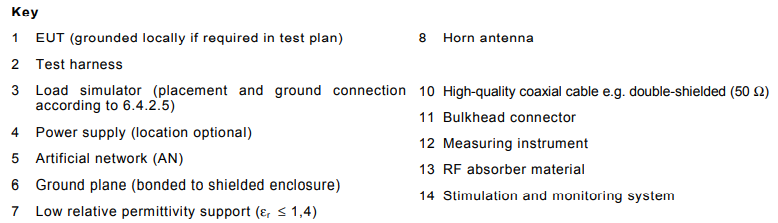 Key
1 EUT (grounded locally if required in test plan)
2 Test harness
3 Load simulator (placement and ground connection
according to 6.4.2.5)
4 Power supply (location optional)
5 Artificial network (AN)
6 Ground plane (bonded to shielded enclosure)
7 Low relative permittivity support (εr ≤ 1,4)
8 Horn antenna
10 High-quality coaxial cable e.g. double-shielded (50 Ω)
11 Bulkhead connector
12 Measuring instrument
13 RF absorber material
14 Stimulation and monitoring system